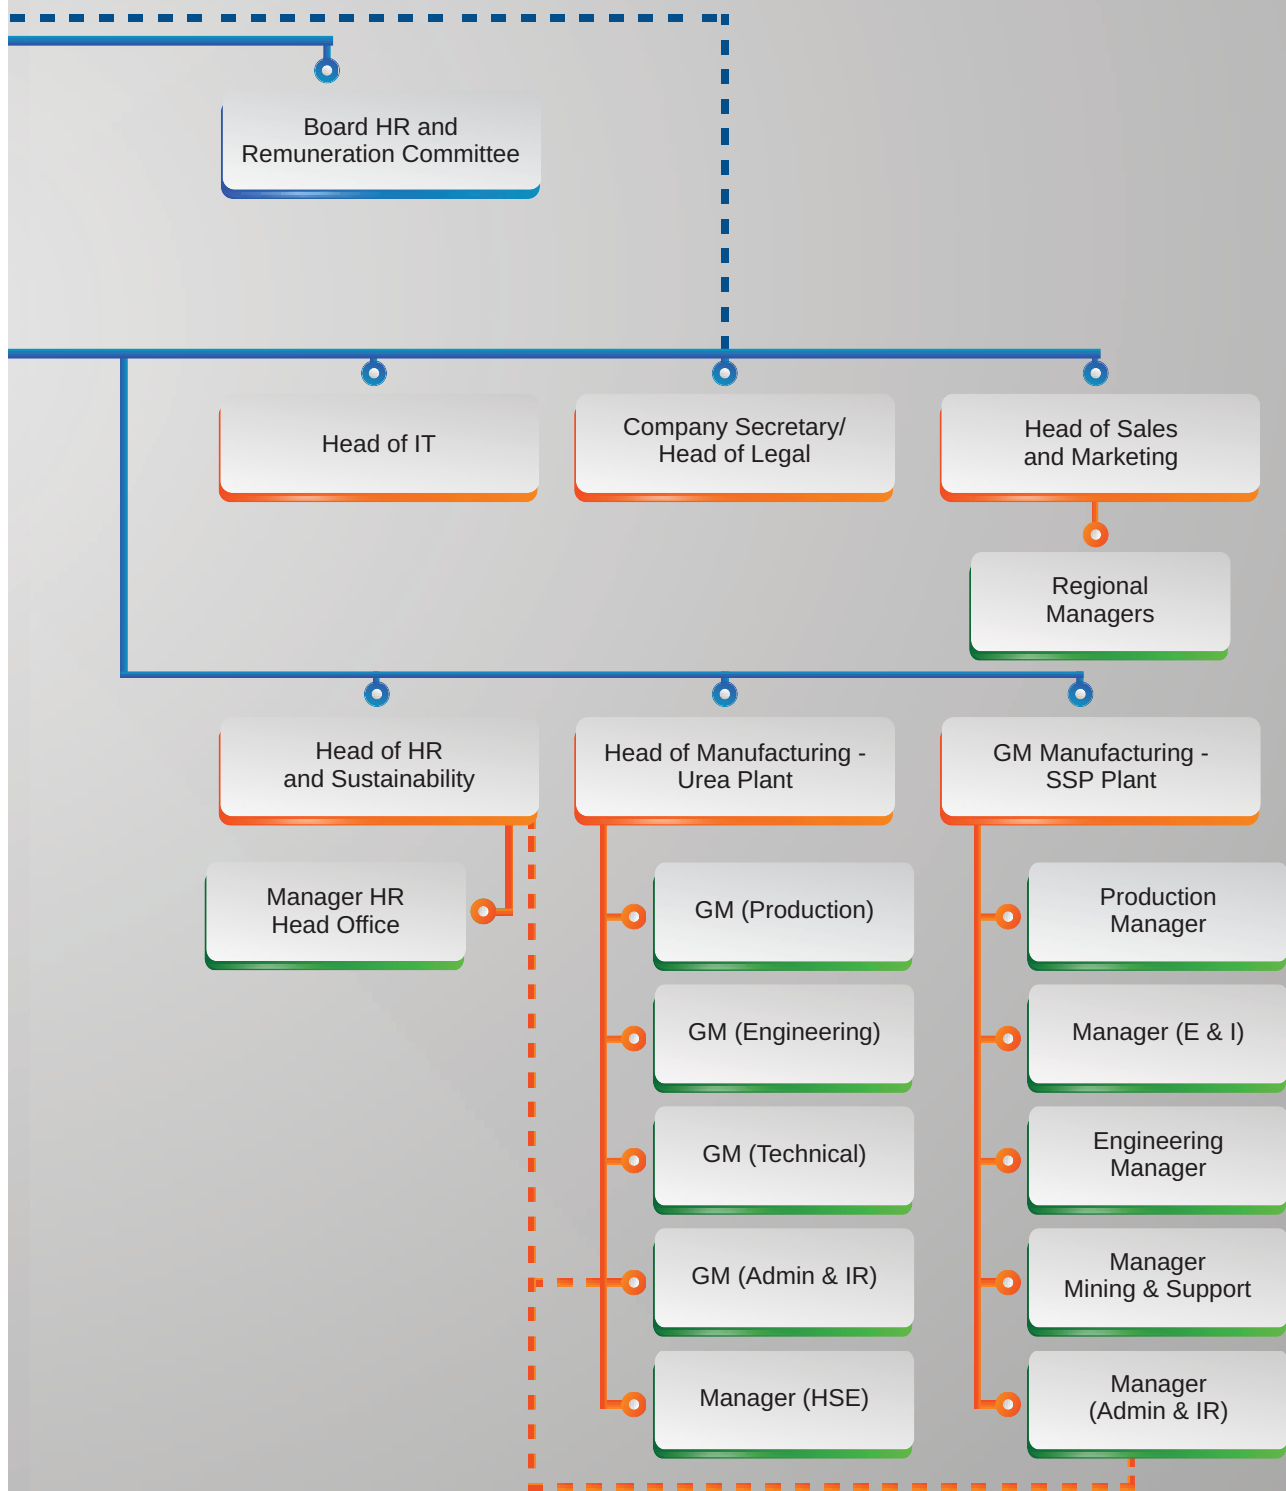 Board HR and
Remuneration Committee
Head of IT
Company Secretary/
Head of Legal
Head of Sales
and Marketing
Regional
Managers
Head of HR
and Sustainability
Head of Manufacturing -
Urea Plant
GM Manufacturing -
SSP Plant
Manager HR
Head Office
GM (Production)
Production
Manager
GM (Engineering)
Manager (E & I)
GM (Technical)
Engineering
Manager
GM (Admin & IR)
Manager
Mining & Support
Manager (HSE)
Manager
(Admin & IR)